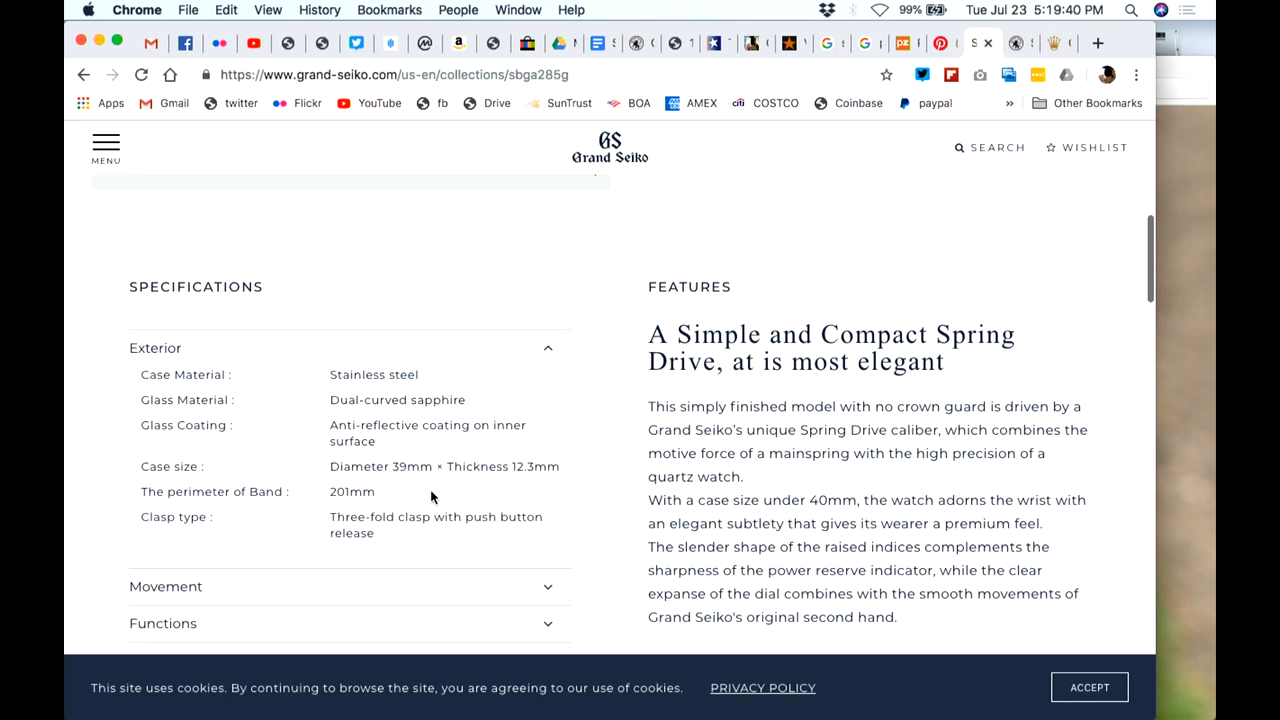 Chrome File Edit View History Bookmarks People Window Help 99% Tue Jul 23 5:19:40 PM
https://www.grand-seiko.com/us-en/collections/sbga285g
Apps Gmail twitter Flickr YouTube fb Drive SunTrust BOA AMEX COSTCO Coinbase paypal » Other Bookmarks
MENU
GS
Grand Seiko
SEARCH WISHLIST
SPECIFICATIONS
Exterior
Case Material : Stainless steel
Glass Material : Dual-curved sapphire
Glass Coating : Anti-reflective coating on inner
surface
Case size : Diameter 39mm × Thickness 12.3mm
The perimeter of Band : 201mm
Clasp type : Three-fold clasp with push button
release
Movement
Functions
FEATURES
A Simple and Compact Spring
Drive, at is most elegant
This simply finished model with no crown guard is driven by a
Grand Seiko’s unique Spring Drive caliber, which combines the
motive force of a mainspring with the high precision of a
quartz watch.
With a case size under 40mm, the watch adorns the wrist with
an elegant subtlety that gives its wearer a premium feel.
The slender shape of the raised indices complements the
sharpness of the power reserve indicator, while the clear
expanse of the dial combines with the smooth movements of
Grand Seiko's original second hand.
This site uses cookies. By continuing to browse the site, you are agreeing to our use of cookies. PRIVACY POLICY ACCEPT